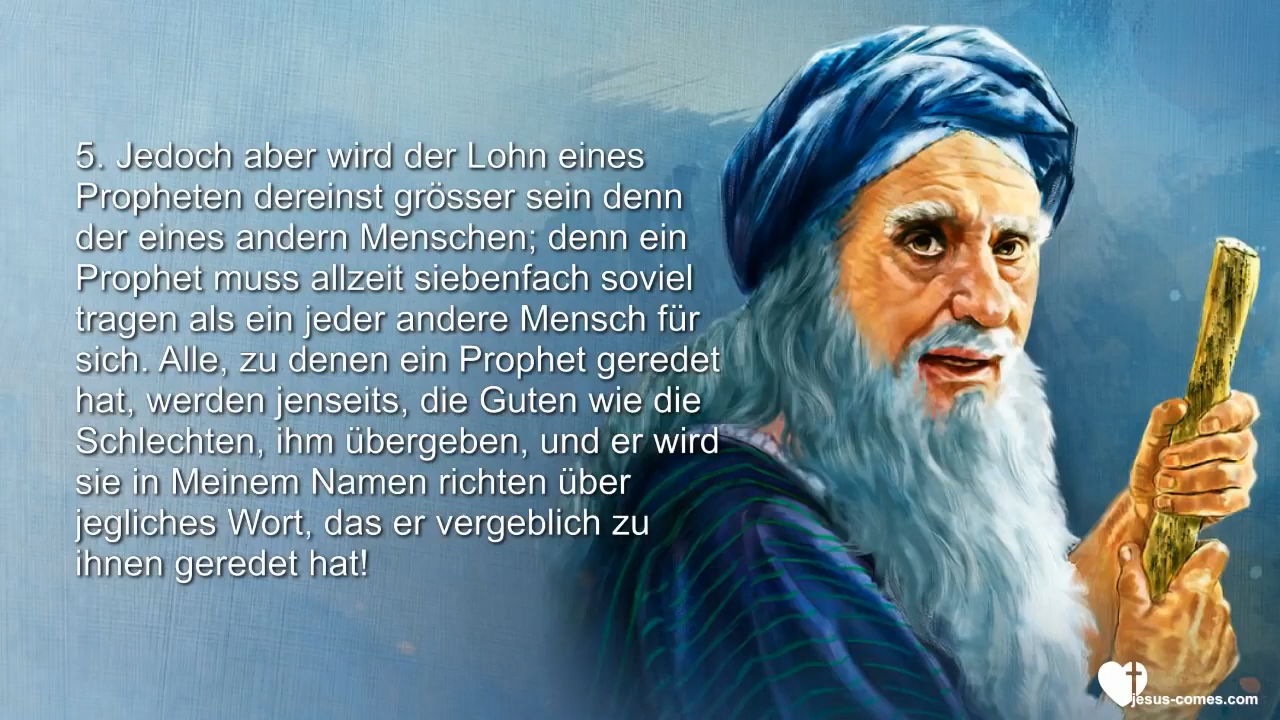 5. Jedoch aber wird der Lohn eines
Propheten dereinst grösser sein denn
der eines andern Menschen; denn ein
Prophet muss allzeit siebenfach soviel
tragen als ein jeder andere Mensch für
sich. Alle, zu denen ein Prophet geredet
hat, werden jenseits, die Guten wie die
Schlechten, ihm übergeben, und er wird
sie in Meinem Namen richten über
jegliches Wort, das er vergeblich zu
ihnen geredet hat!
jesus-comes.com